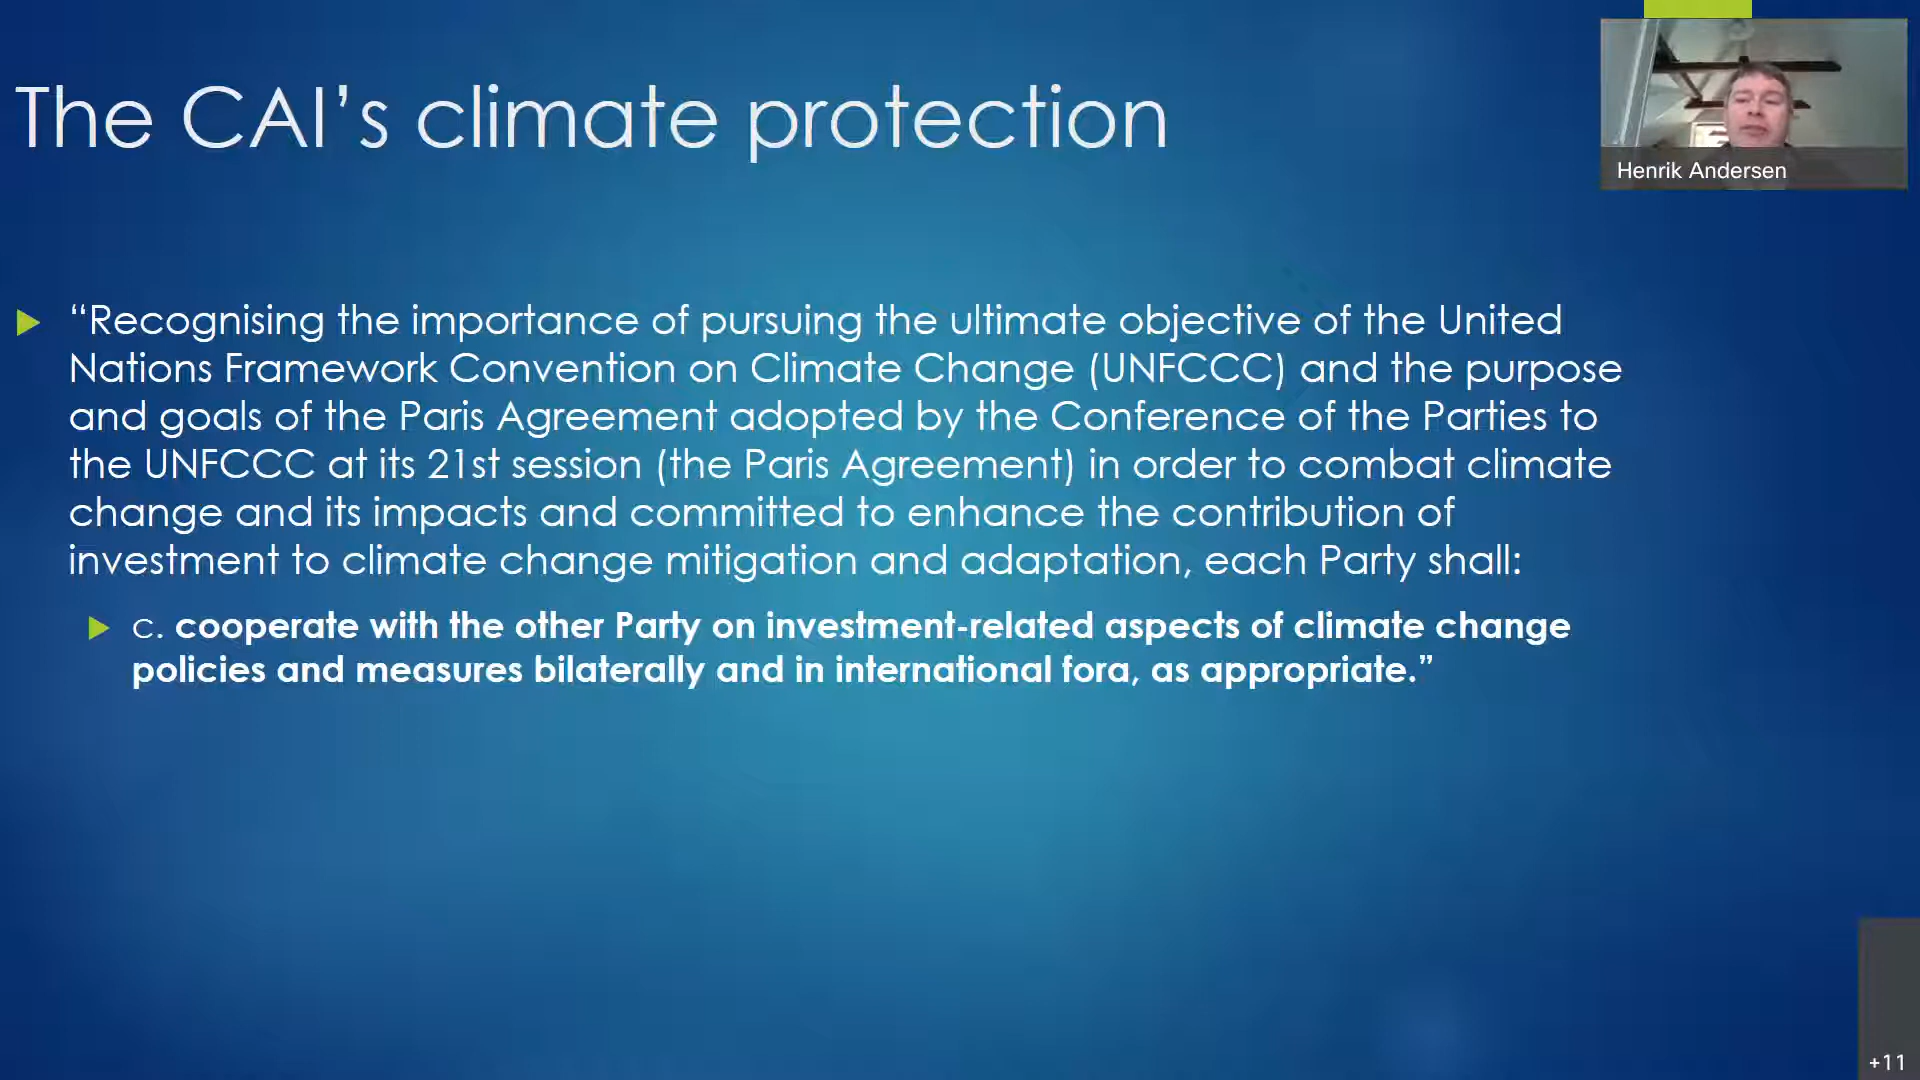 The CAI’s climate protection
Henrik Andersen
“Recognising the importance of pursuing the ultimate objective of the United
Nations Framework Convention on Climate Change (UNFCCC) and the purpose
and goals of the Paris Agreement adopted by the Conference of the Parties to
the UNFCCC at its 21st session (the Paris Agreement) in order to combat climate
change and its impacts and committed to enhance the contribution of
investment to climate change mitigation and adaptation, each Party shall:
c. cooperate with the other Party on investment-related aspects of climate change
policies and measures bilaterally and in international fora, as appropriate.”
+11